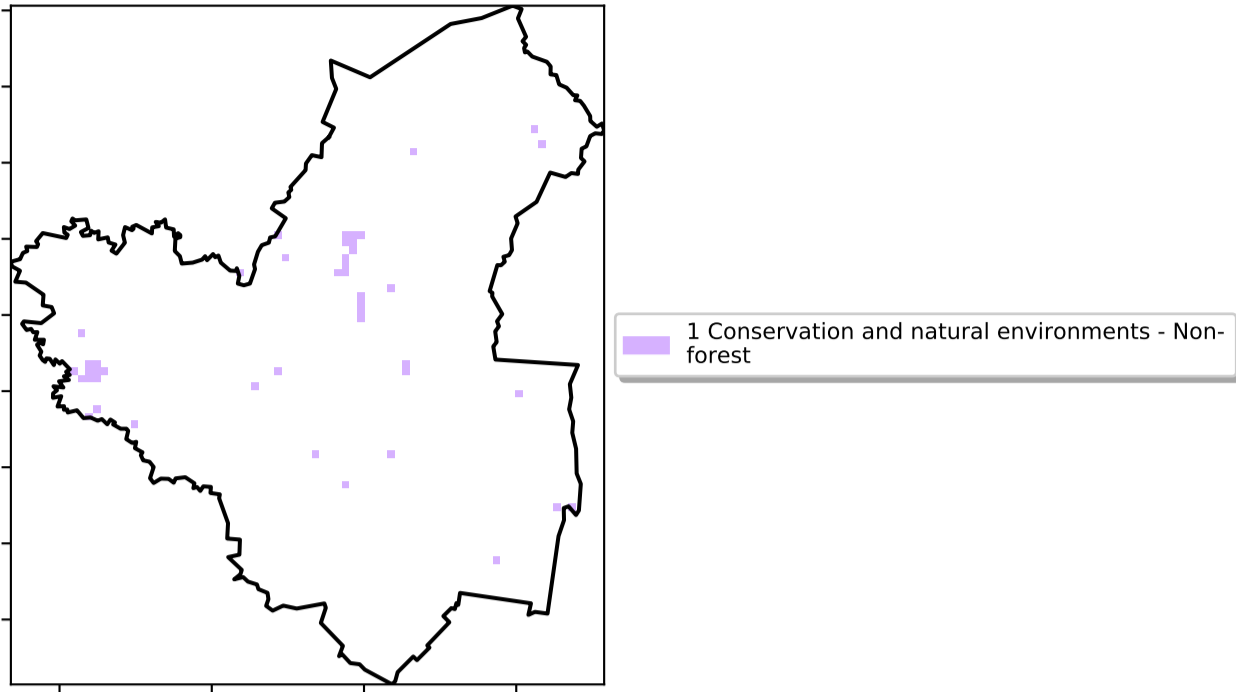 1 Conservation and natural environments - Non-
forest